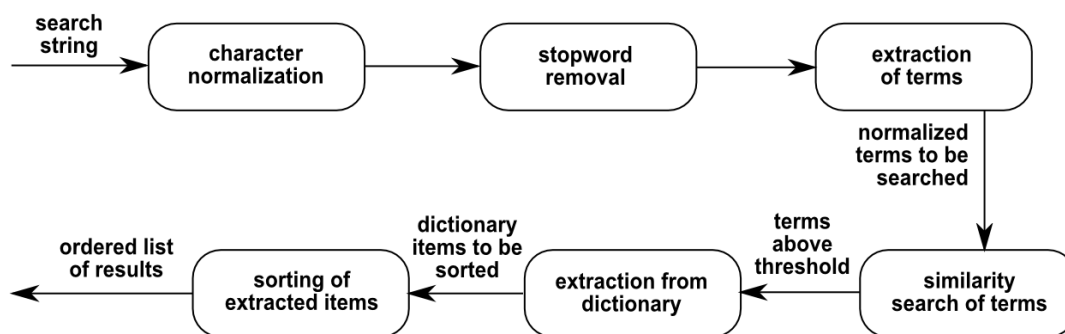 search
string
character
normalization
stopword
removal
extraction
of terms
normalized
terms to be
searched
similarity
search of terms
terms
above
threshold
extraction from
dictionary
dictionary
items to be
sorted
sorting of
extracted items
ordered list
of results